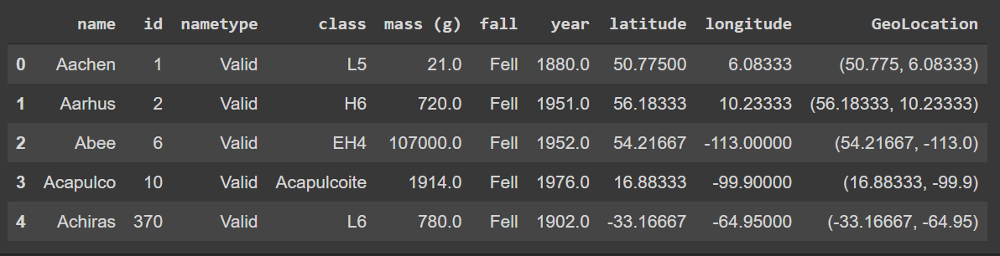 name id nametype class mass (g) fall year latitude longitude GeoLocation
0 Aachen 1 Valid L5 21.0 Fell 1880.0 50.77500 6.08333 (50.775, 6.08333)
1 Aarhus 2 Valid H6 720.0 Fell 1951.0 56.18333 10.23333 (56.18333, 10.23333)
2 Abee 6 Valid EH4 107000.0 Fell 1952.0 54.21667 -113.00000 (54.21667, -113.0)
3 Acapulco 10 Valid Acapulcoite 1914.0 Fell 1976.0 16.88333 -99.90000 (16.88333, -99.9)
4 Achiras 370 Valid L6 780.0 Fell 1902.0 -33.16667 -64.95000 (-33.16667, -64.95)